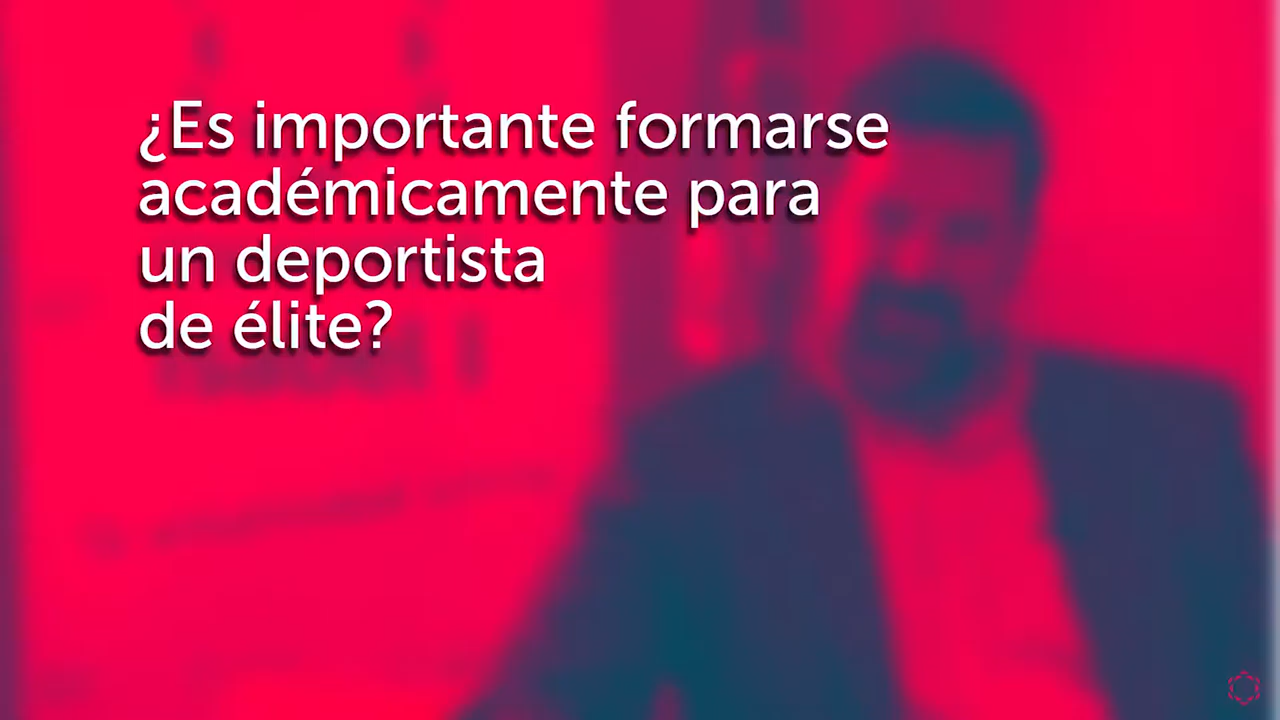 ¿Es importante formarse
académicamente para
un deportista
de élite?